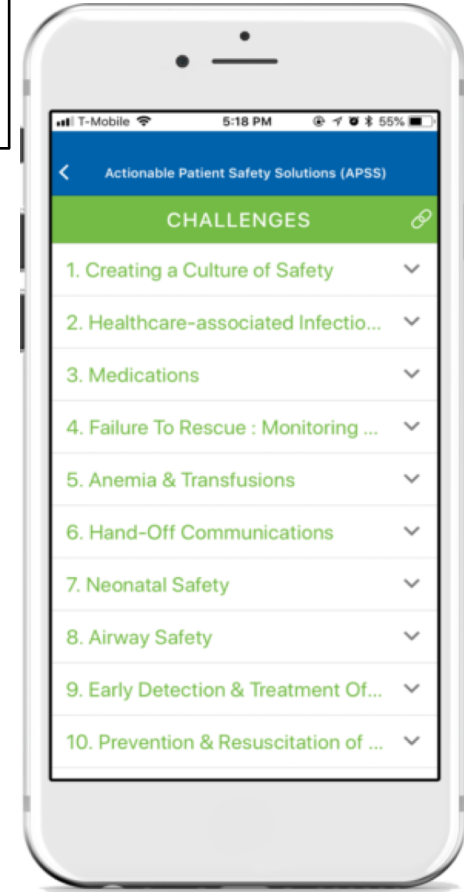 T-Mobile 5:18 PM 55%
Actionable Patient Safety Solutions (APSS)
CHALLENGES
1. Creating a Culture of Safety
2. Healthcare-associated Infectio...
3. Medications
4. Failure To Rescue : Monitoring ...
5. Anemia & Transfusions
6. Hand-Off Communications
7. Neonatal Safety
8. Airway Safety
9. Early Detection & Treatment Of...
10. Prevention & Resuscitation of ...